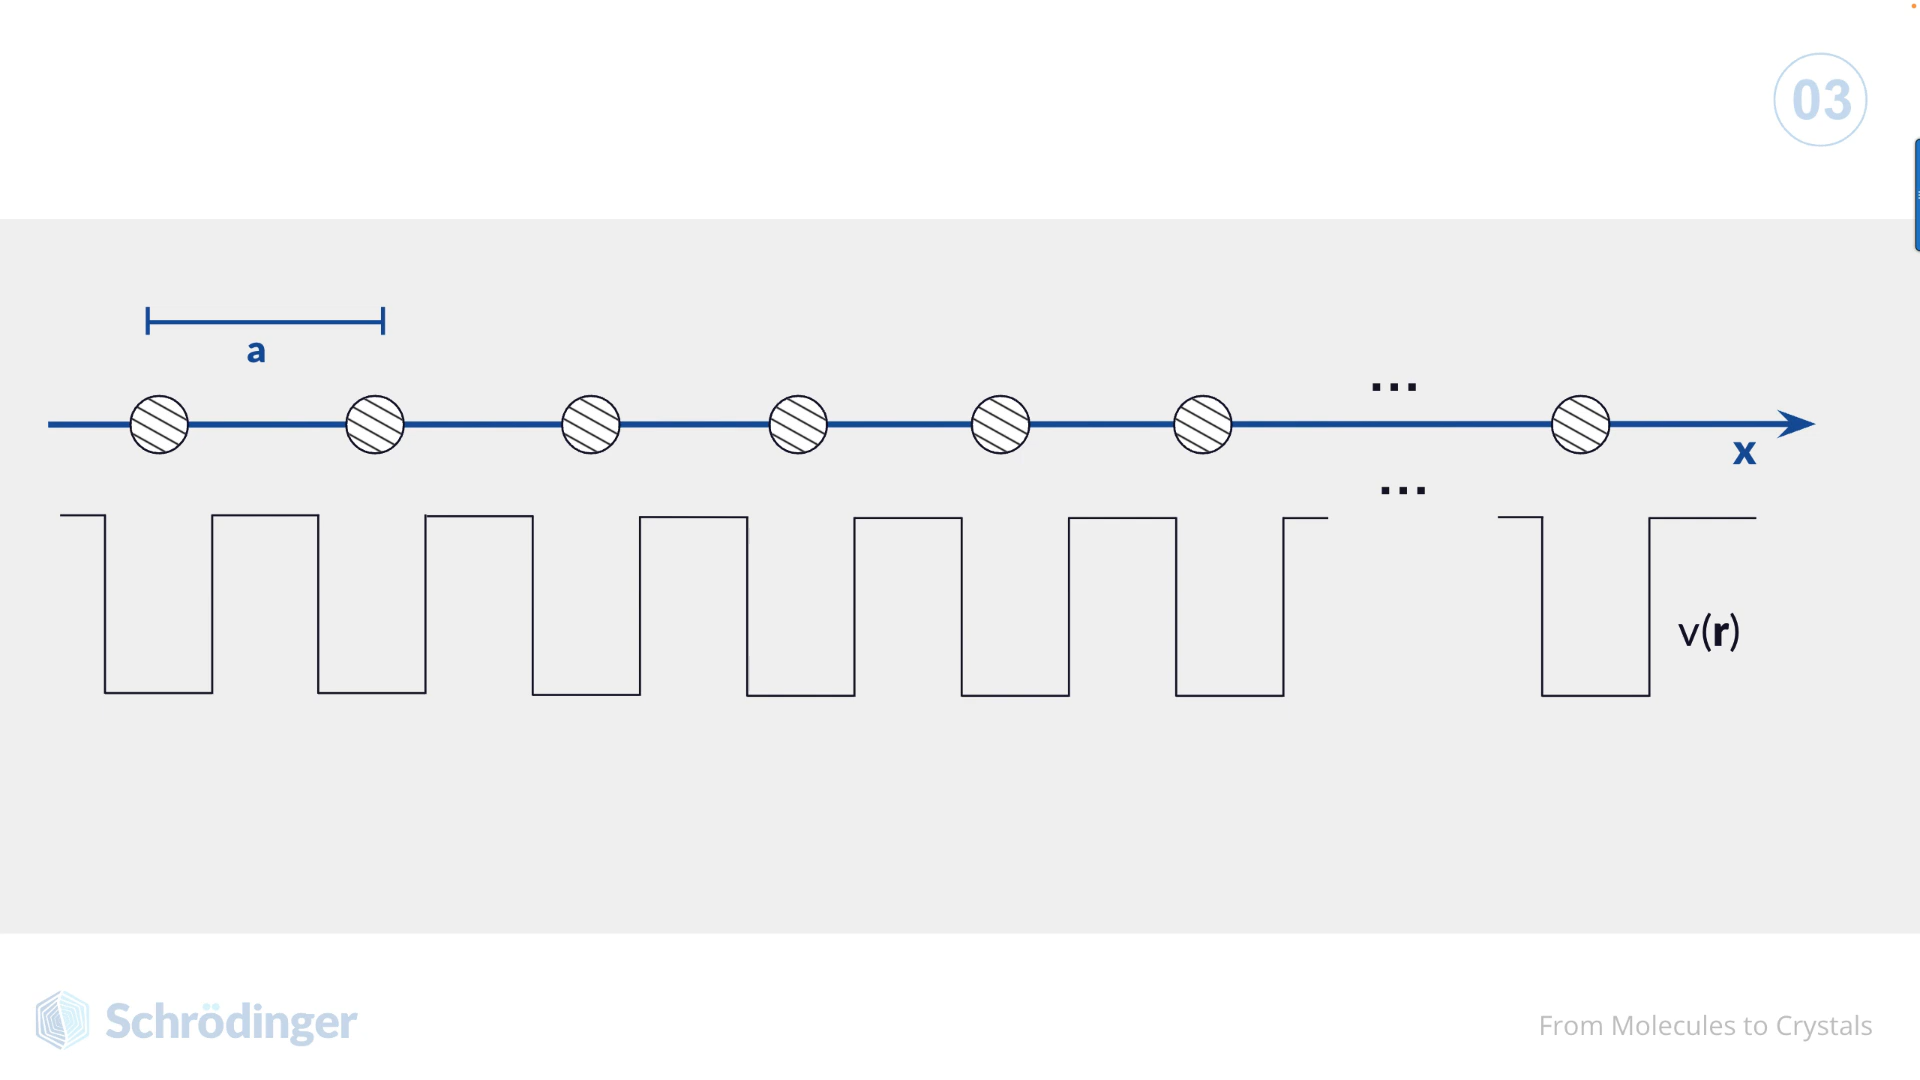 03
a
...
x
...
v(r)
Schrödinger
From Molecules to Crystals